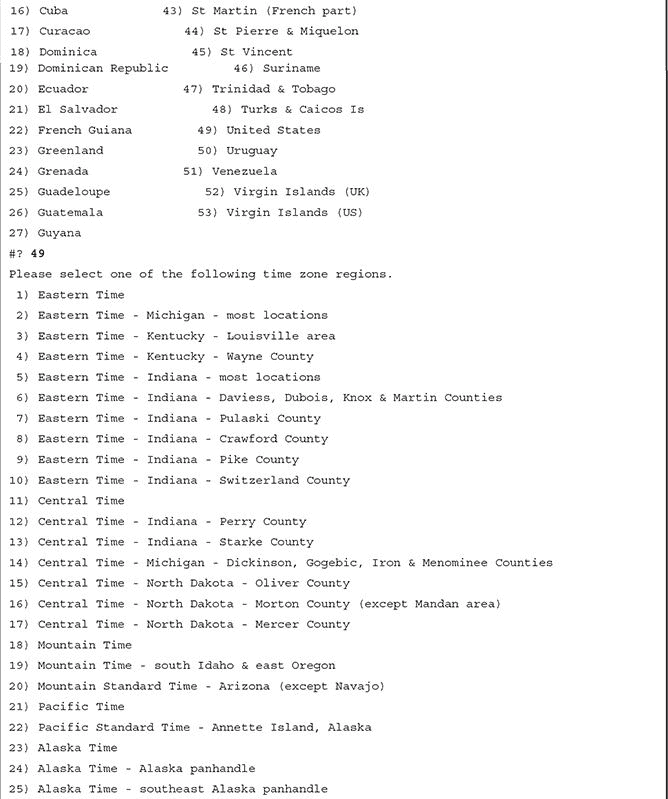 16) Cuba 43) St Martin (French part)
17) Curacao 44) St Pierre & Miquelon
18) Dominica 45) St Vincent
19) Dominican Republic 46) Suriname
20) Ecuador 47) Trinidad & Tobago
21) El Salvador 48) Turks & Caicos Is
22) French Guiana 49) United States
23) Greenland 50) Uruguay
24) Grenada 51) Venezuela
25) Guadeloupe 52) Virgin Islands (UK)
26) Guatemala 53) Virgin Islands (US)
27) Guyana
#? 49
Please select one of the following time zone regions.
1) Eastern Time
2) Eastern Time - Michigan - most locations
3) Eastern Time - Kentucky - Louisville area
4) Eastern Time - Kentucky - Wayne County
5) Eastern Time - Indiana - most locations
6) Eastern Time - Indiana - Daviess, Dubois, Knox & Martin Counties
7) Eastern Time - Indiana - Pulaski County
8) Eastern Time - Indiana - Crawford County
9) Eastern Time - Indiana - Pike County
10) Eastern Time - Indiana - Switzerland County
11) Central Time
12) Central Time - Indiana - Perry County
13) Central Time - Indiana - Starke County
14) Central Time - Michigan - Dickinson, Gogebic, Iron & Menominee Counties
15) Central Time - North Dakota - Oliver County
16) Central Time - North Dakota - Morton County (except Mandan area)
17) Central Time - North Dakota - Mercer County
18) Mountain Time
19) Mountain Time - south Idaho & east Oregon
20) Mountain Standard Time - Arizona (except Navajo)
21) Pacific Time
22) Pacific Standard Time - Annette Island, Alaska
23) Alaska Time
24) Alaska Time - Alaska panhandle
25) Alaska Time - southeast Alaska panhandle